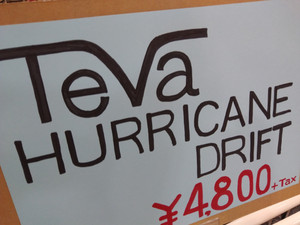 Teva
HURRICANE
DRIFT
¥4,800+Tax